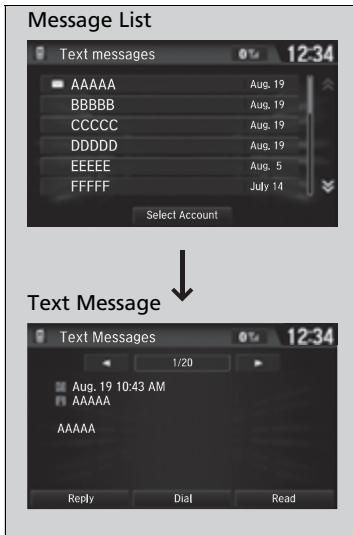 Message List
Text messages 12:34
AAAAA Aug. 19
BBBBB Aug. 19
CCCCC Aug. 19
DDDDD Aug. 19
EEEEE Aug. 5
FFFFF July 14
Select Account
Text Message
Text Messages 12:34
1/20
Aug. 19 10:43 AM
AAAAA
AAAAA
Reply Dial Read